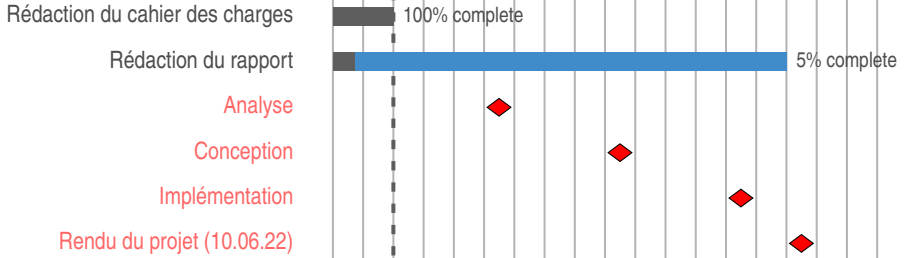 Rédaction du cahier des charges 100% complete
Rédaction du rapport 5% complete
Analyse
Conception
Implémentation
Rendu du projet (10.06.22)